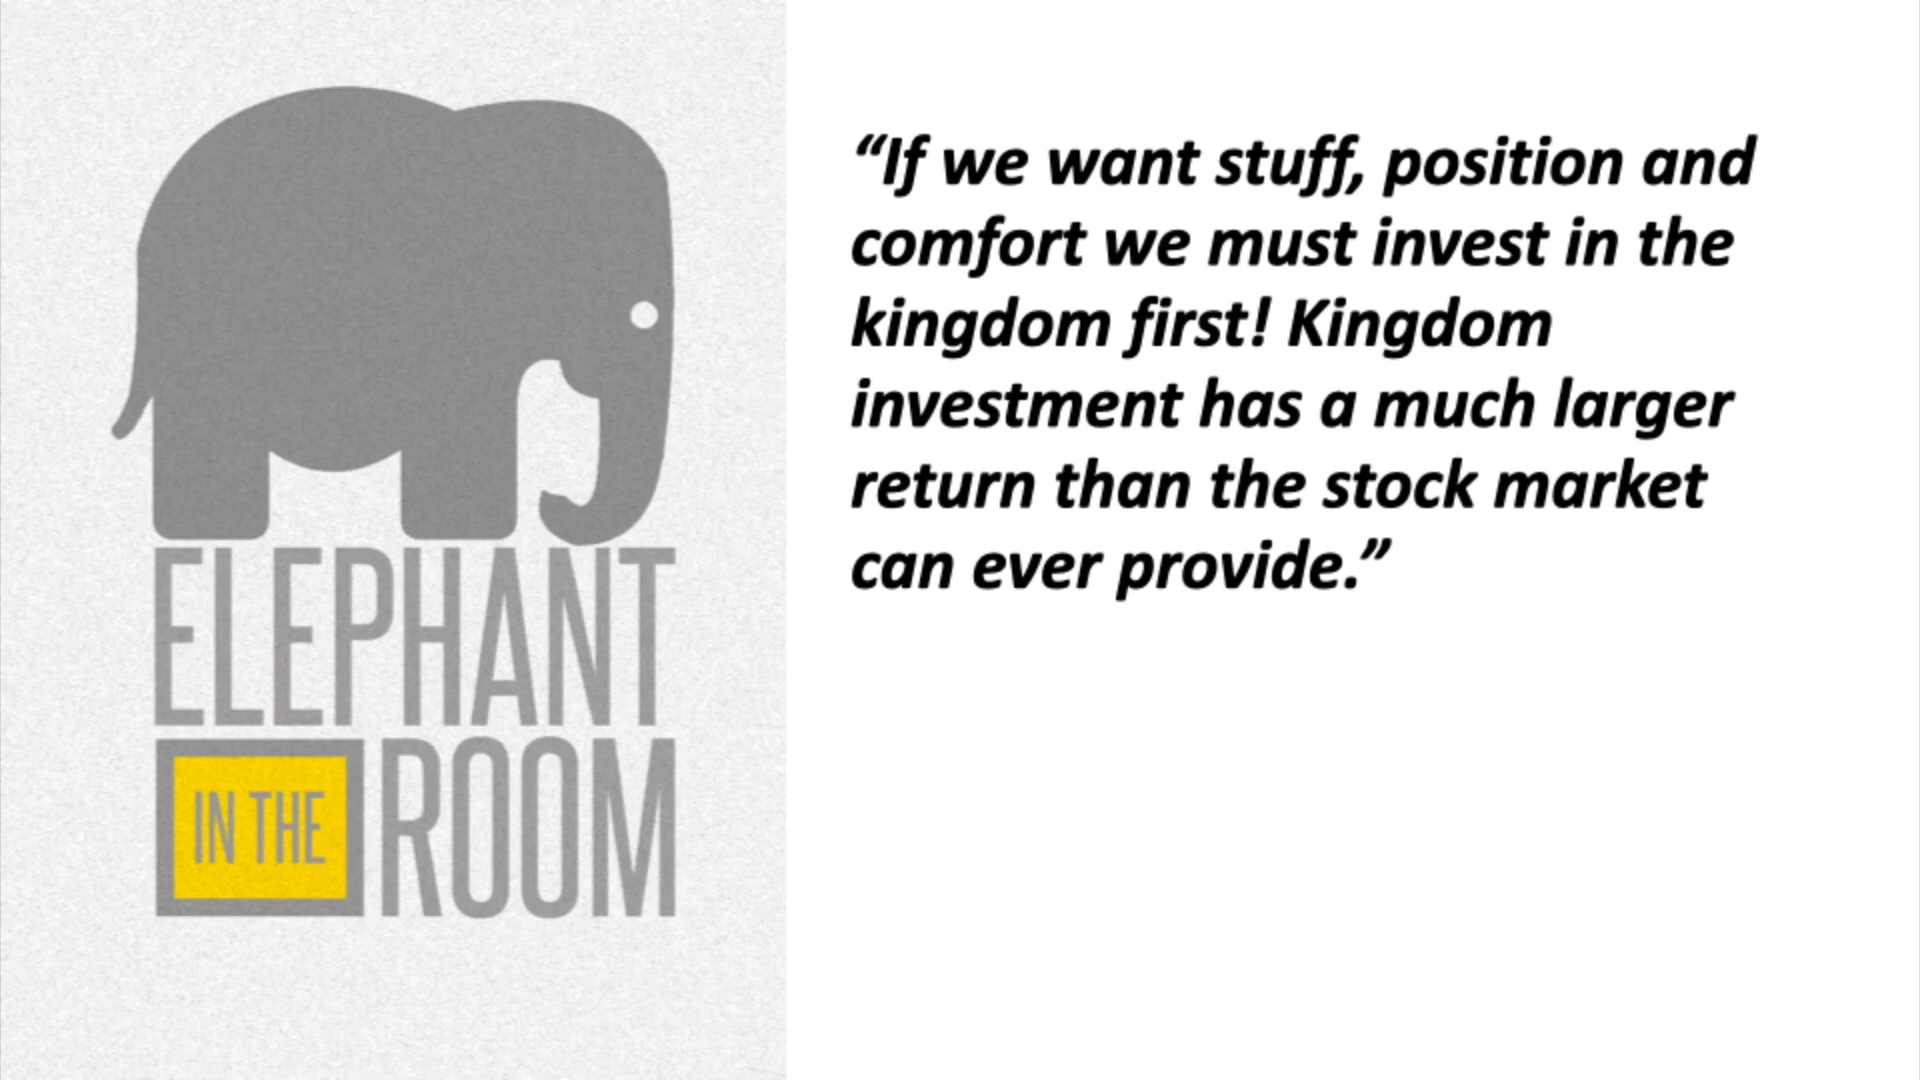 ELEPHANT
IN THE ROOM
“If we want stuff, position and
comfort we must invest in the
kingdom first! Kingdom
investment has a much larger
return than the stock market
can ever provide.”